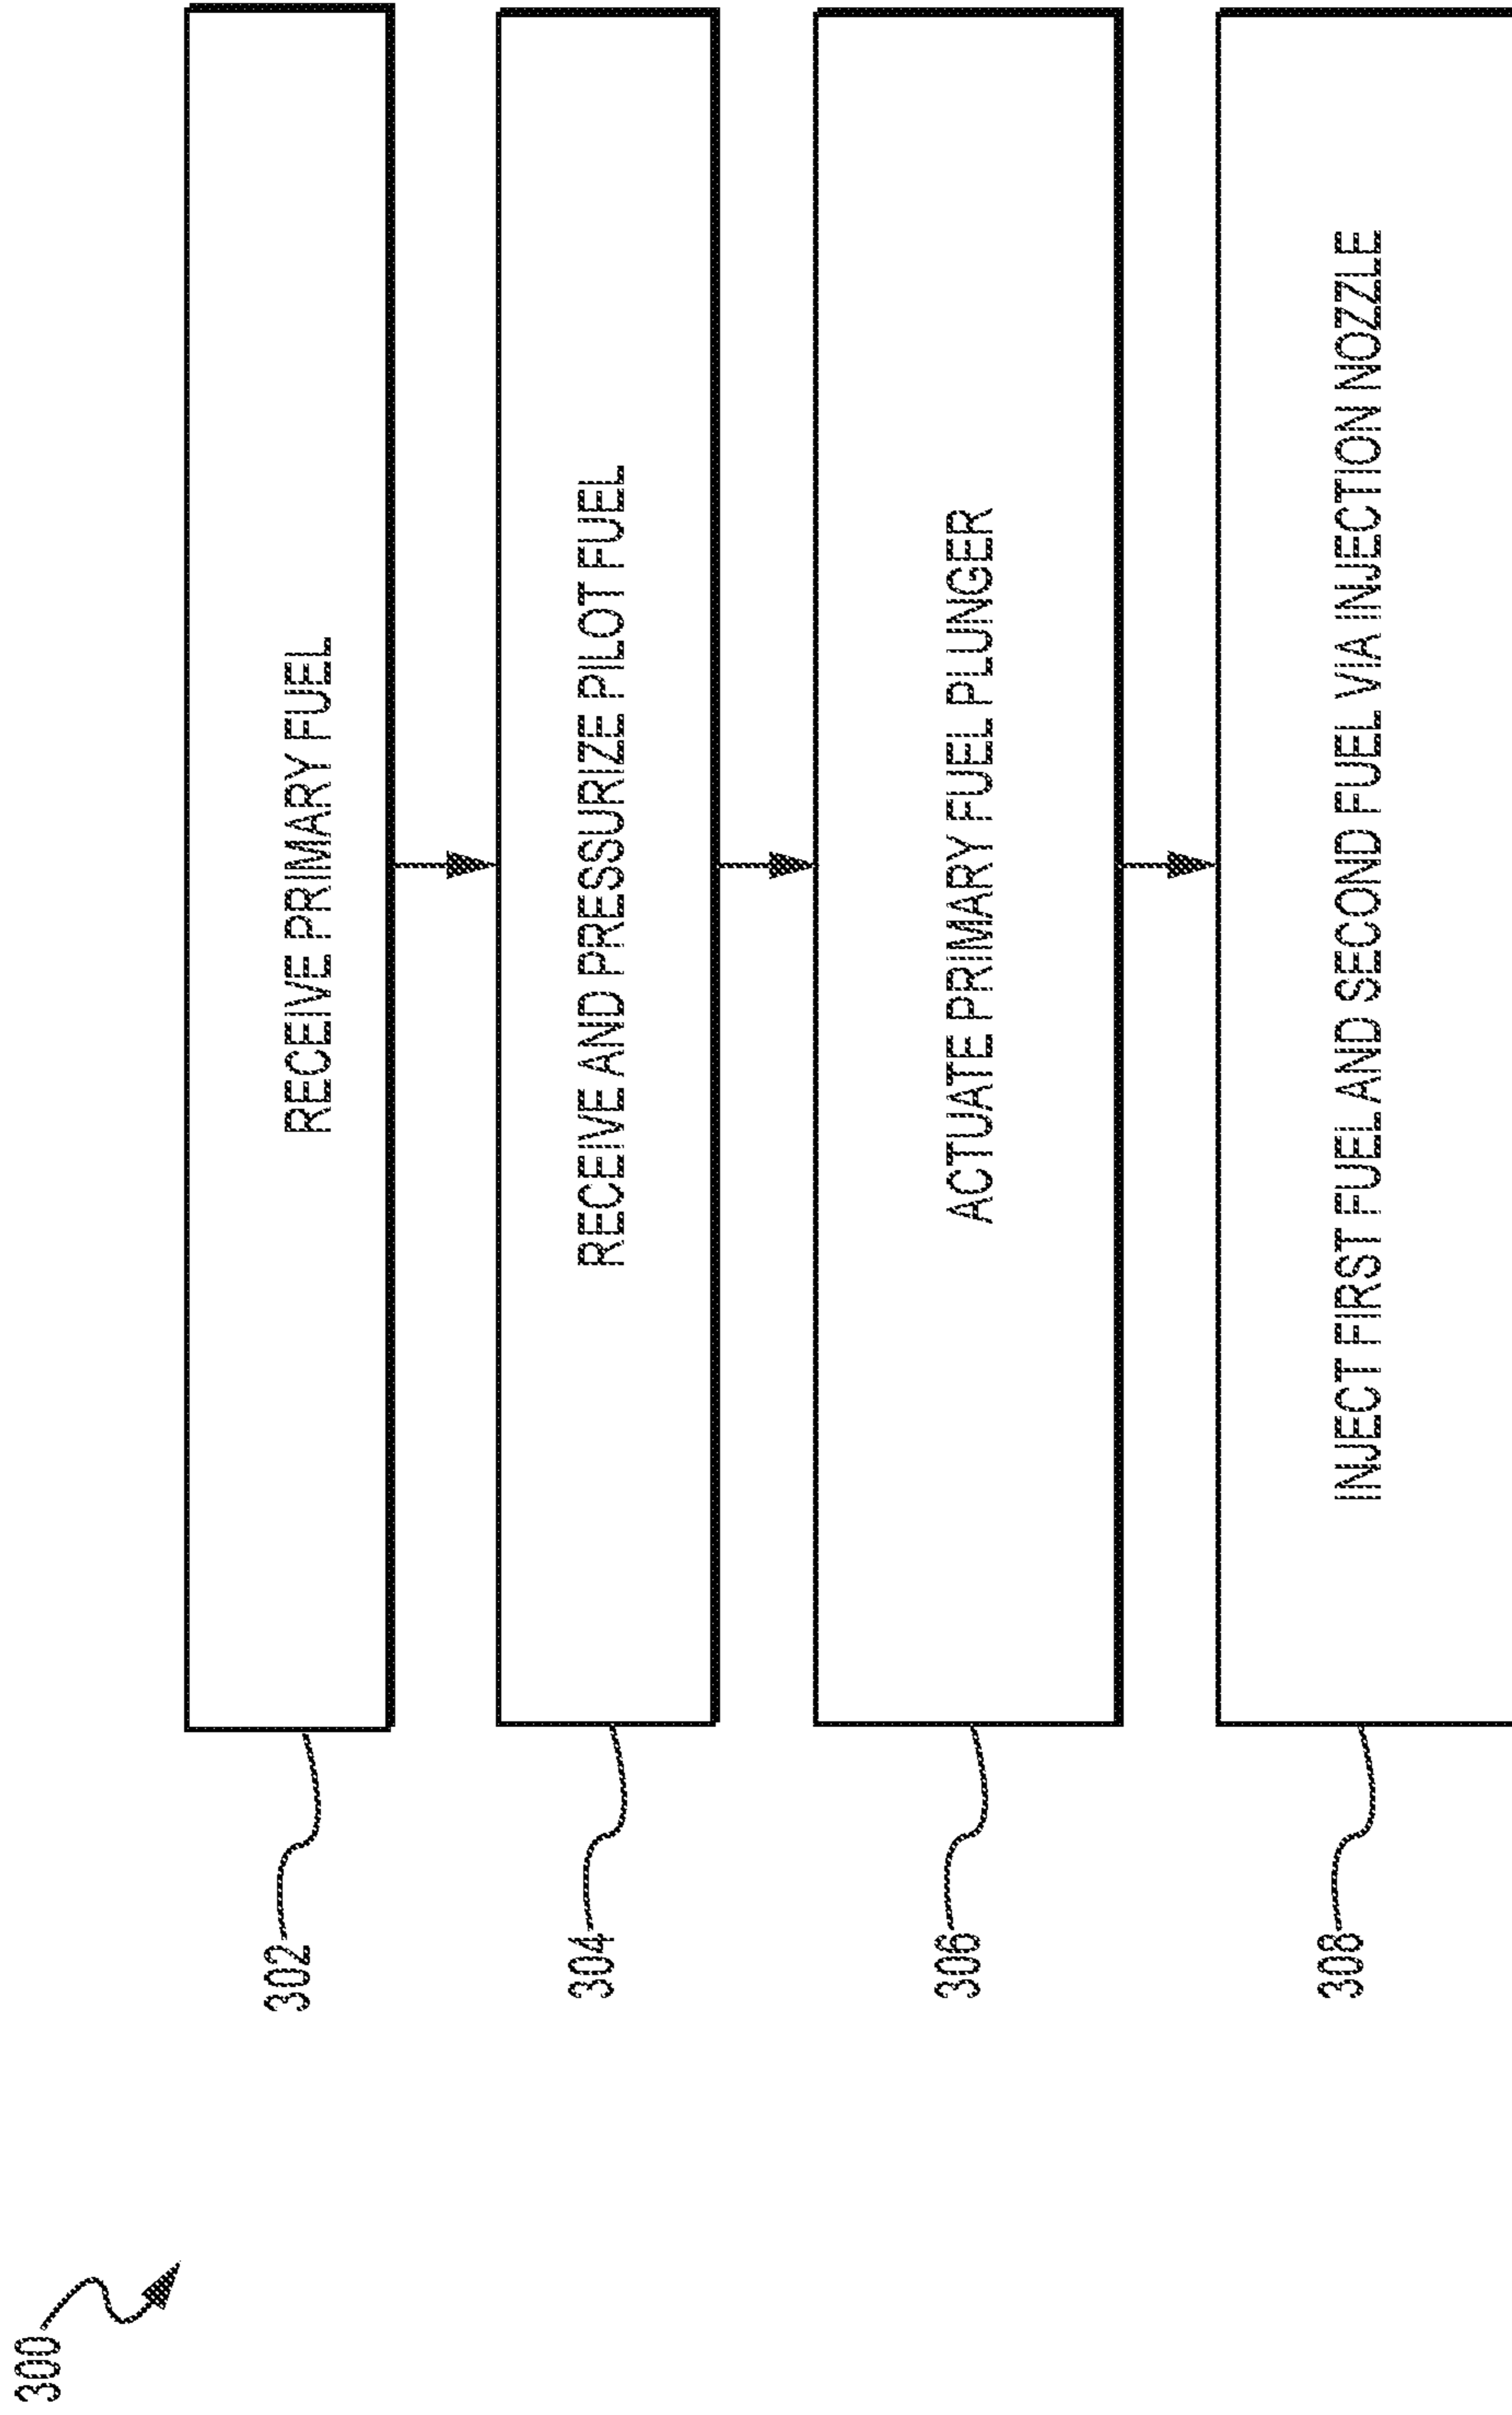 300
302
RECEIVE PRIMARY FUEL
304
RECEIVE AND PRESSURIZE PILOT FUEL
306
ACTUATE PRIMARY FUEL PLUNGER
308
INJECT FIRST FUEL AND SECOND FUEL VIA INJECTION NOZZLE